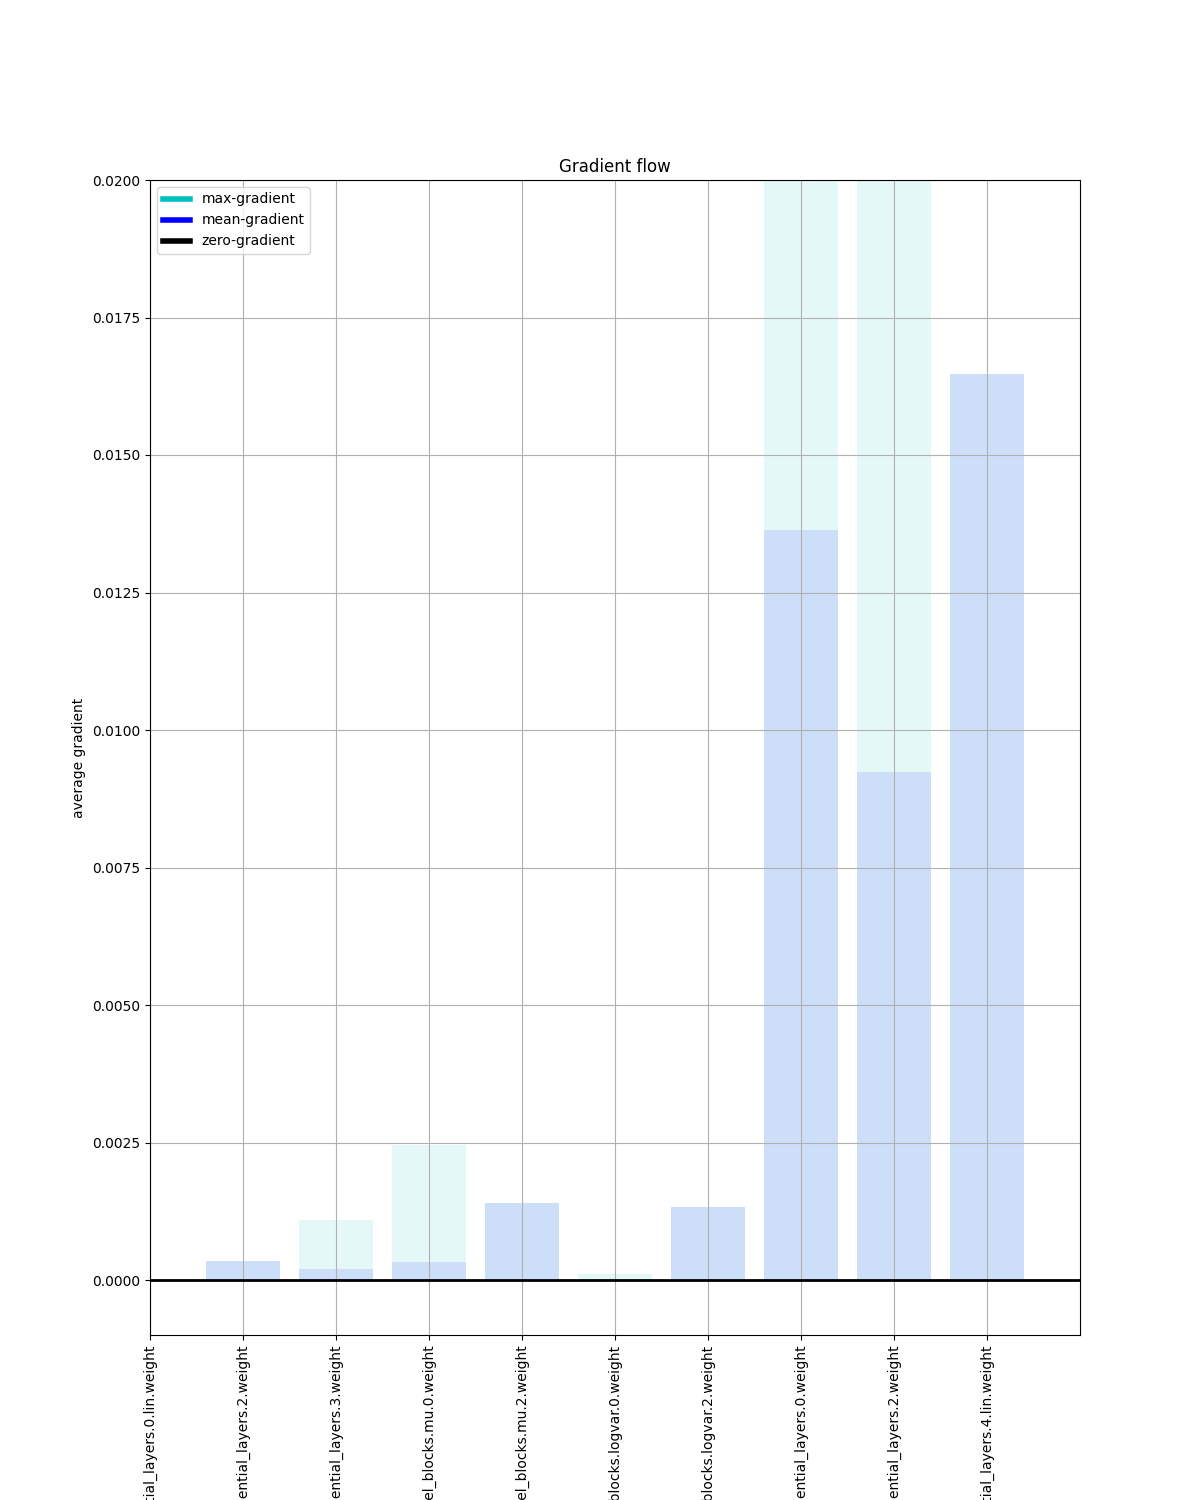 Gradient flow
max-gradient
mean-gradient
zero-gradient
average gradient
0.0200
0.0175
0.0150
0.0125
0.0100
0.0075
0.0050
0.0025
0.0000
tial_layers.0.lin.weight
ential_layers.2.weight
ential_layers.3.weight
el_blocks.mu.0.weight
el_blocks.mu.2.weight
blocks.logvar.0.weight
blocks.logvar.2.weight
ential_layers.0.weight
ential_layers.2.weight
tial_layers.4.lin.weight